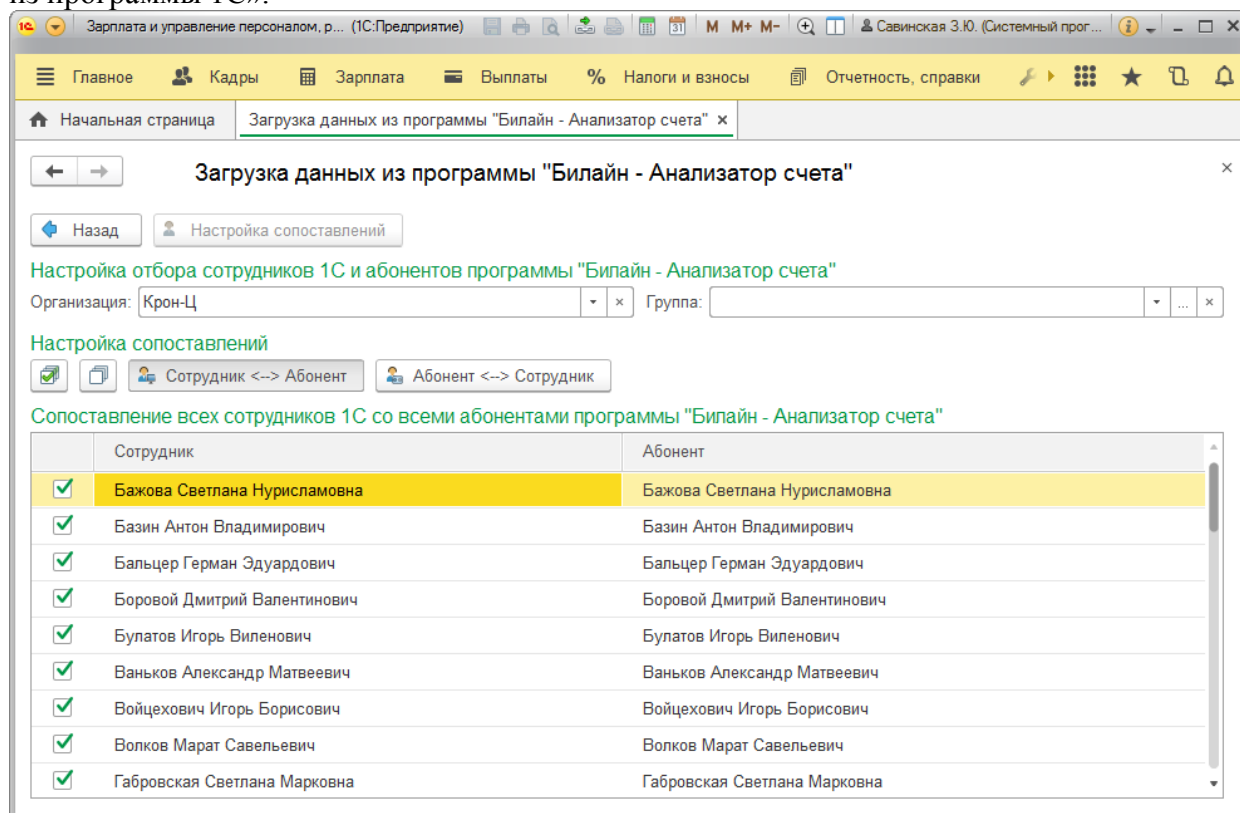 из программы 1С».
Зарплата и управление персоналом, р... (1С:Предприятие) 31 M M+ M- Савинская З.Ю. (Системный прог...
Главное Кадры Зарплата Выплаты % Налоги и взносы Отчетность, справки
Начальная страница Загрузка данных из программы "Билайн - Анализатор счета" ×
Загрузка данных из программы "Билайн - Анализатор счета"
Назад Настройка сопоставлений
Настройка отбора сотрудников 1С и абонентов программы "Билайн - Анализатор счета"
Организация: Крон-Ц Группа: ...
Настройка сопоставлений
Сотрудник <--> Абонент Абонент <--> Сотрудник
Сопоставление всех сотрудников 1С со всеми абонентами программы "Билайн - Анализатор счета"
Сотрудник Абонент
Бажова Светлана Нурисламовна Бажова Светлана Нурисламовна
Базин Антон Владимирович Базин Антон Владимирович
Бальцер Герман Эдуардович Бальцер Герман Эдуардович
Боровой Дмитрий Валентинович Боровой Дмитрий Валентинович
Булатов Игорь Виленович Булатов Игорь Виленович
Ваньков Александр Матвеевич Ваньков Александр Матвеевич
Войцехович Игорь Борисович Войцехович Игорь Борисович
Волков Марат Савельевич Волков Марат Савельевич
Габровская Светлана Марковна Габровская Светлана Марковна